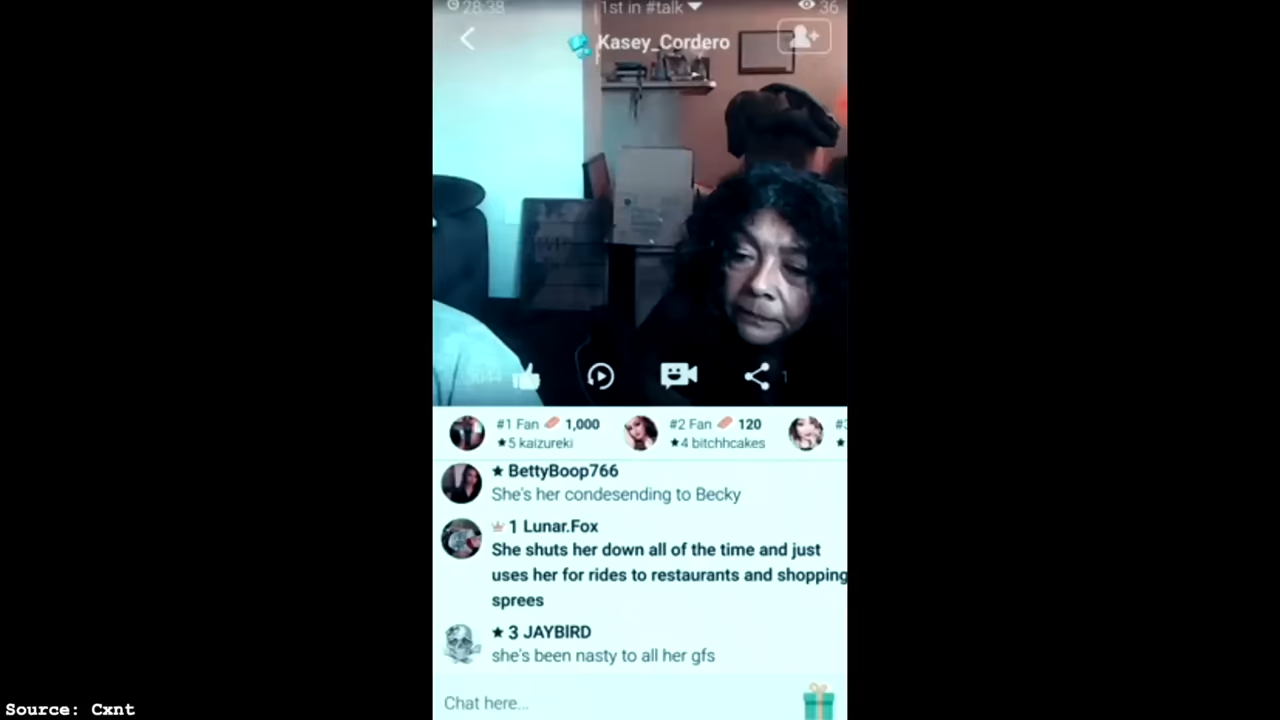 28:38
1st in #talk
36
Kasey_Cordero
1
#1 Fan 1,000
★5 kaizureki
#2 Fan 120
★4 bitchhcakes
★ BettyBoop766
She's her condesending to Becky
1 Lunar.Fox
She shuts her down all of the time and just
uses her for rides to restaurants and shopping
sprees
★ 3 JAYBIRD
she's been nasty to all her gfs
Chat here...
Source: Cxnt